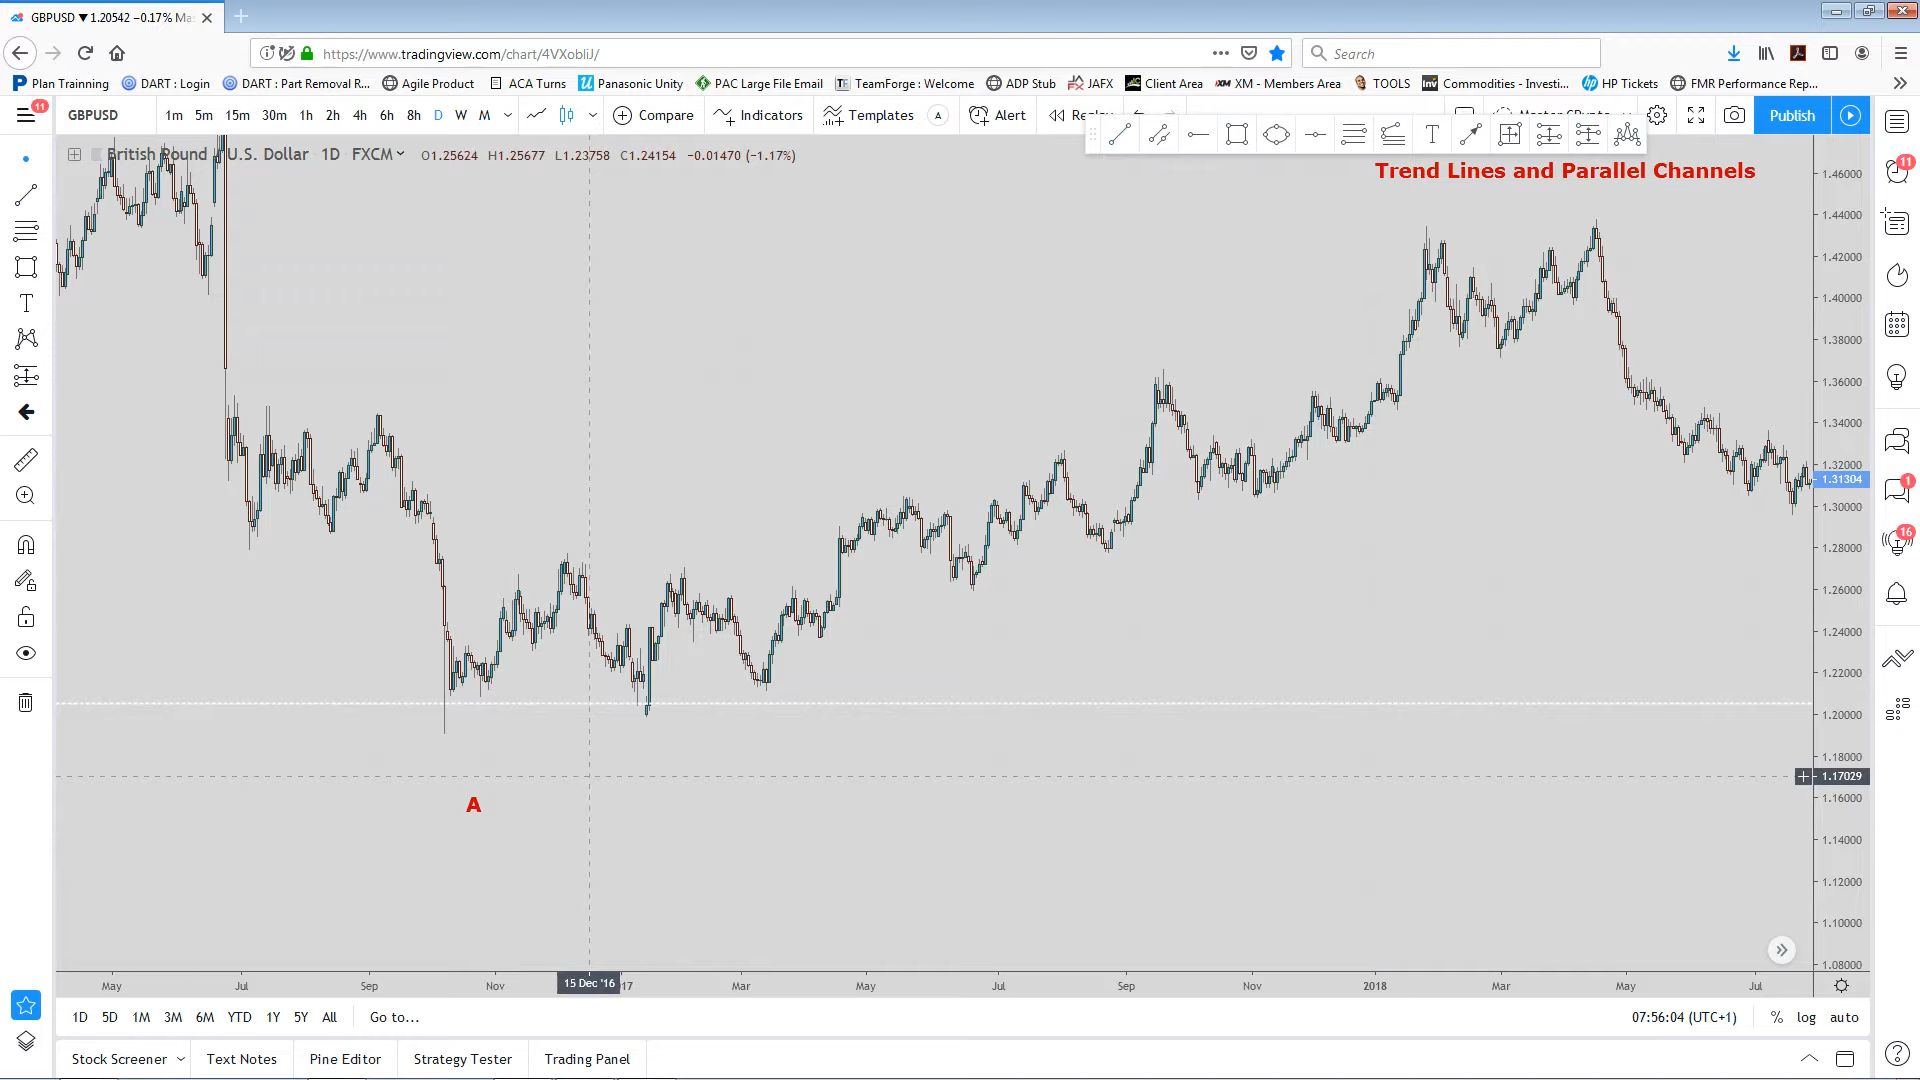 GBPUSD ▼ 1.20542 −0.17% Ma
https://www.tradingview.com/chart/4VXobliJ/
Search
Plan Trainning
DART : Login
DART : Part Removal R...
Agile Product
ACA Turns
Panasonic Unity
PAC Large File Email
TeamForge : Welcome
ADP Stub
JAFX
Client Area
XM - Members Area
TOOLS
Commodities - Investi...
HP Tickets
FMR Performance Rep...
11
GBPUSD
1m 5m 15m 30m 1h 2h 4h 6h 8h D W M
Compare
Indicators
Templates
A
Alert
Publish
British Pound U.S. Dollar 1D FXCM
O1.25624 H1.25677 L1.23758 C1.24154 −0.01470 (−1.17%)
Trend Lines and Parallel Channels
11
1
16
1.46000
1.44000
1.42000
1.40000
1.38000
1.36000
1.34000
1.32000
1.31304
1.30000
1.28000
1.26000
1.24000
1.22000
1.20000
1.18000
1.17029
1.16000
1.14000
1.12000
1.10000
1.08000
A
May Jul Sep Nov 15 Dec '16 17 Mar May Jul Sep Nov 2018 Mar May Jul
1D 5D 1M 3M 6M YTD 1Y 5Y All Go to...
07:56:04 (UTC+1) % log auto
Stock Screener Text Notes Pine Editor Strategy Tester Trading Panel